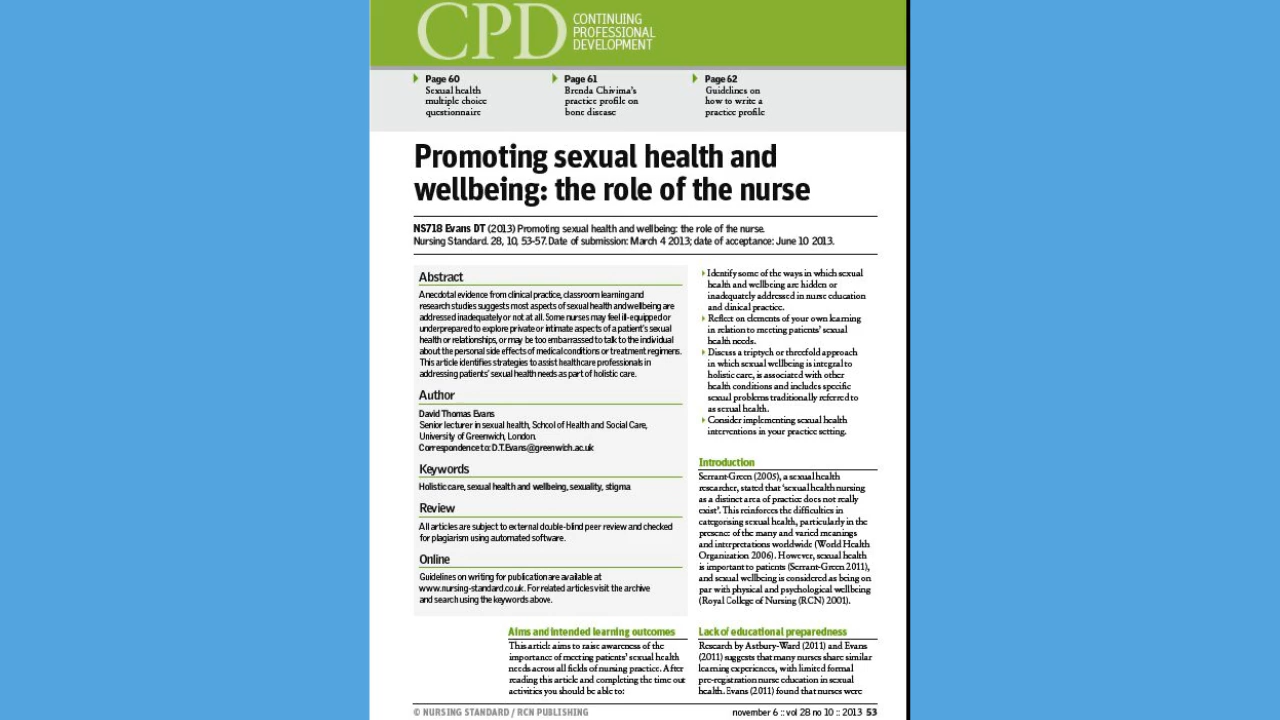 CPD
CONTINUING
PROFESSIONAL
DEVELOPMENT
Page 60
Sexual health
multiple choice
questionnaire
Page 61
Brenda Chivima's
practice profile on
bone disease
Page 62
Guidelines on
how to write a
practice profile
Promoting sexual health and
wellbeing: the role of the nurse
NS718 Evans DT (2013) Promoting sexual health and wellbeing: the role of the nurse.
Nursing Standard. 28, 10, 53-57. Date of submission: March 4 2013; date of acceptance: June 10 2013.
Abstract
Anecdotal evidence from clinical practice, classroom learning and
research studies suggests most aspects of sexual health and wellbeing are
addressed inadequately or not at all. Some nurses may feel ill-equipped or
underprepared to explore private or intimate aspects of a patient's sexual
health or relationships, or may be too embarrassed to talk to the individual
about the personal side effects of medical conditions or treatment regimens.
This article identifies strategies to assist healthcare professionals in
addressing patients' sexual health needs as part of holistic care.
Author
David Thomas Evans
Senior lecturer in sexual health, School of Health and Social Care,
University of Greenwich, London.
Correspondence to: D.T.Evans@greenwich.ac.uk
Keywords
Holistic care, sexual health and wellbeing, sexuality, stigma
Review
All articles are subject to external double-blind peer review and checked
for plagiarism using automated software.
Online
Guidelines on writing for publication are available at
www.nursing-standard.co.uk. For related articles visit the archive
and search using the keywords above.
Aims and intended learning outcomes
This article aims to raise awareness of the
importance of meeting patients' sexual health
needs across all fields of nursing practice. After
reading this article and completing the time out
activities you should be able to:
Identify some of the ways in which sexual
health and wellbeing are hidden or
inadequately addressed in nurse education
and clinical practice.
Reflect on elements of your own learning
in relation to meeting patients' sexual
health needs.
Discuss a triptych or threefold approach
in which sexual wellbeing is integral to
holistic care, is associated with other
health conditions and includes specific
sexual problems traditionally referred to
as sexual health.
Consider implementing sexual health
interventions in your practice setting.
Introduction
Serrant-Green (2005), a sexual health
researcher, stated that 'sexual health nursing
as a distinct area of practice does not really
exist'. This reinforces the difficulties in
categorising sexual health, particularly in the
presence of the many and varied meanings
and interpretations worldwide (World Health
Organization 2006). However, sexual health
is important to patients (Serrant-Green 2011),
and sexual wellbeing is considered as being on
par with physical and psychological wellbeing
(Royal College of Nursing (RCN) 2001).
Lack of educational preparedness
Research by Astbury-Ward (2011) and Evans
(2011) suggests that many nurses share similar
learning experiences, with limited formal
pre-registration nurse education in sexual
health. Evans (2011) found that nurses were
© NURSING STANDARD / RCN PUBLISHING
november 6 :: vol 28 no 10 :: 2013 53